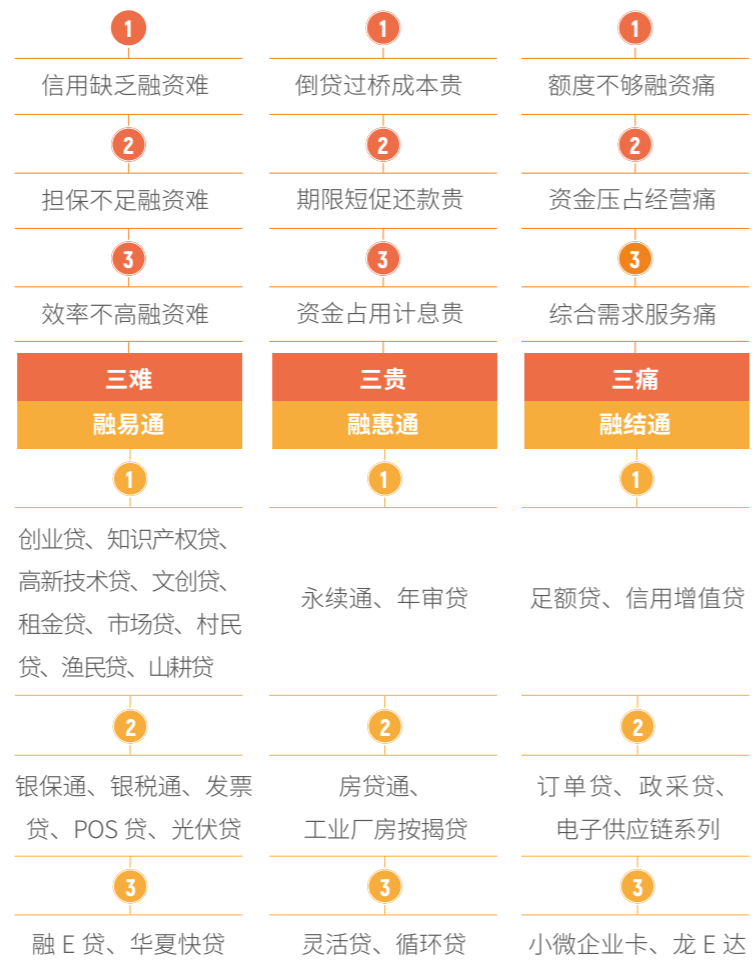 1
信用缺乏融资难
2
担保不足融资难
3
效率不高融资难
三难
融易通
1
创业贷、知识产权贷、
高新技术贷、文创贷、
租金贷、市场贷、村民
贷、渔民贷、山耕贷
2
银保通、银税通、发票
贷、POS 贷、光伏贷
3
融 E 贷、华夏快贷
1
倒贷过桥成本贵
2
期限短促还款贵
3
资金占用计息贵
三贵
融惠通
1
永续通、年审贷
2
房贷通、
工业厂房按揭贷
3
灵活贷、循环贷
1
额度不够融资痛
2
资金压占经营痛
3
综合需求服务痛
三痛
融结通
1
足额贷、信用增值贷
2
订单贷、政采贷、
电子供应链系列
3
小微企业卡、龙 E 达